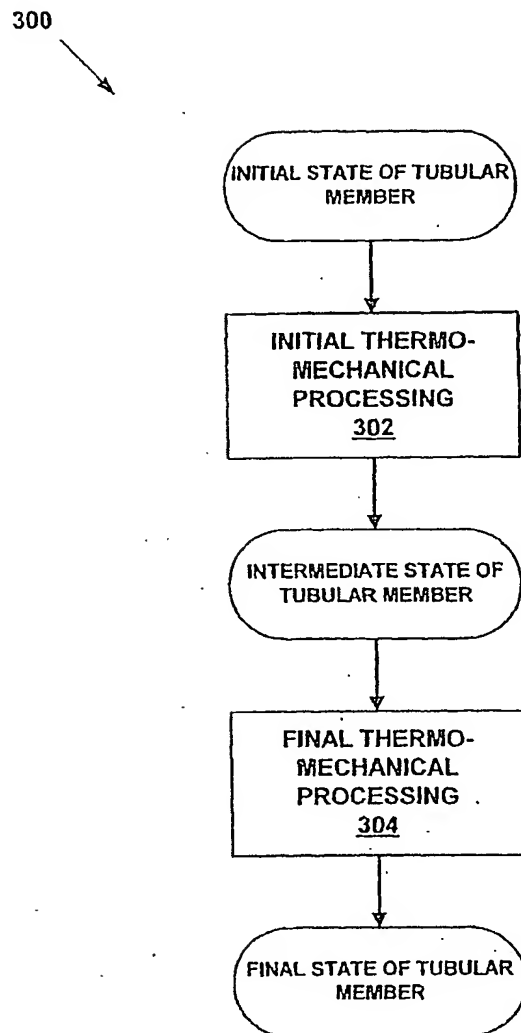 300
INITIAL STATE OF TUBULAR
MEMBER
INITIAL THERMO-
MECHANICAL
PROCESSING
302
INTERMEDIATE STATE OF
TUBULAR MEMBER
FINAL THERMO-
MECHANICAL
PROCESSING
304
FINAL STATE OF TUBULAR
MEMBER